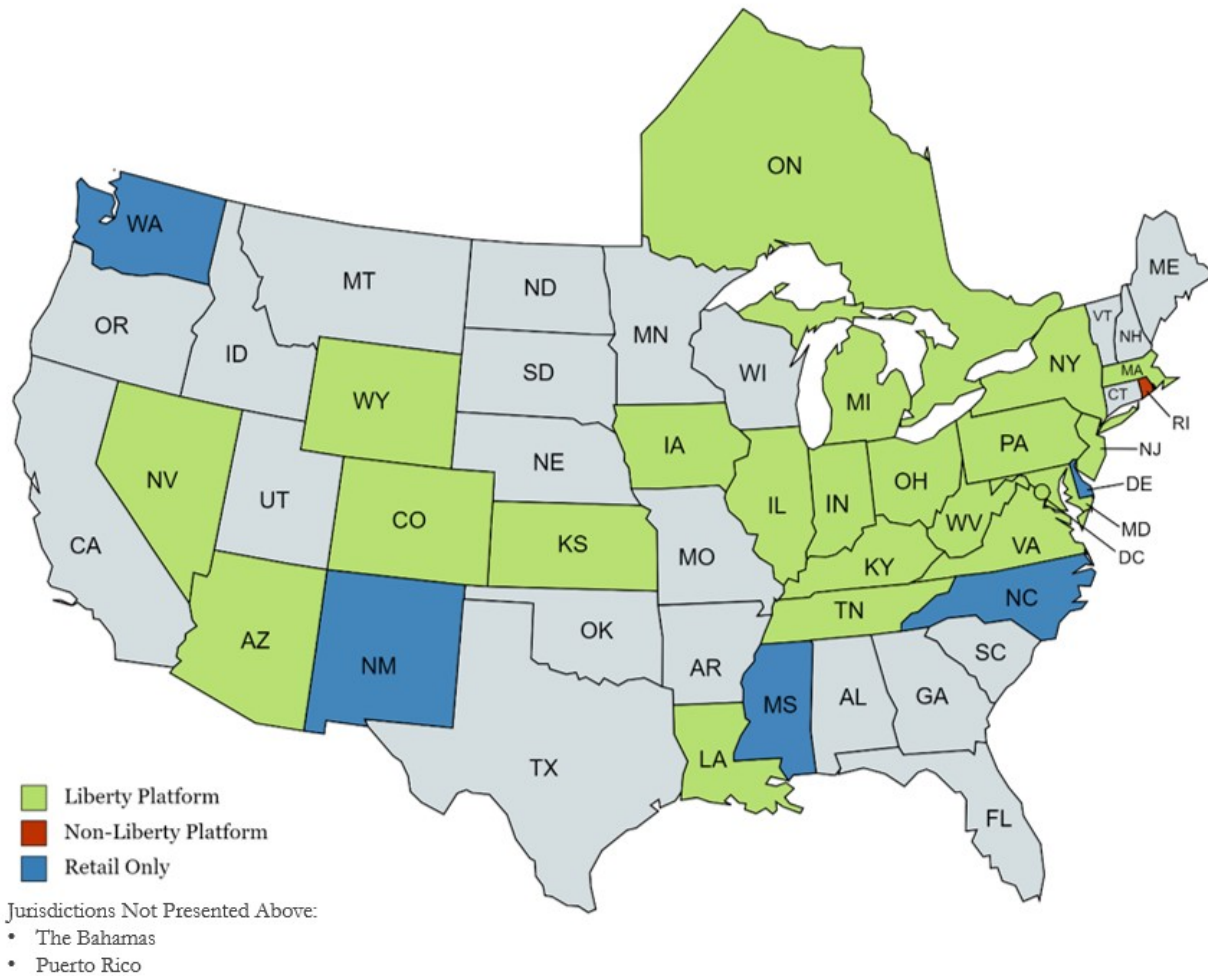 ON
WA
MT
ND
MN
ME
VT
NH
OR
ID
SD
WI
NY
MA
CT
RI
WY
MI
IA
PA
NJ
NV
UT
NE
OH
DE
CO
IL
IN
WV
MD
CA
KS
MO
KY
VA
DC
AZ
NM
OK
TN
NC
AR
SC
MS
AL
GA
TX
LA
FL
Liberty Platform
Non-Liberty Platform
Retail Only
Jurisdictions Not Presented Above:
• The Bahamas
• Puerto Rico